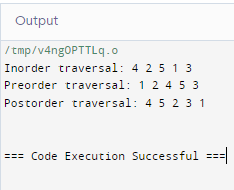 Output
/tmp/v4ngOPTTLq.o
Inorder traversal: 4 2 5 1 3
Preorder traversal: 1 2 4 5 3
Postorder traversal: 4 5 2 3 1
=== Code Execution Successful ===